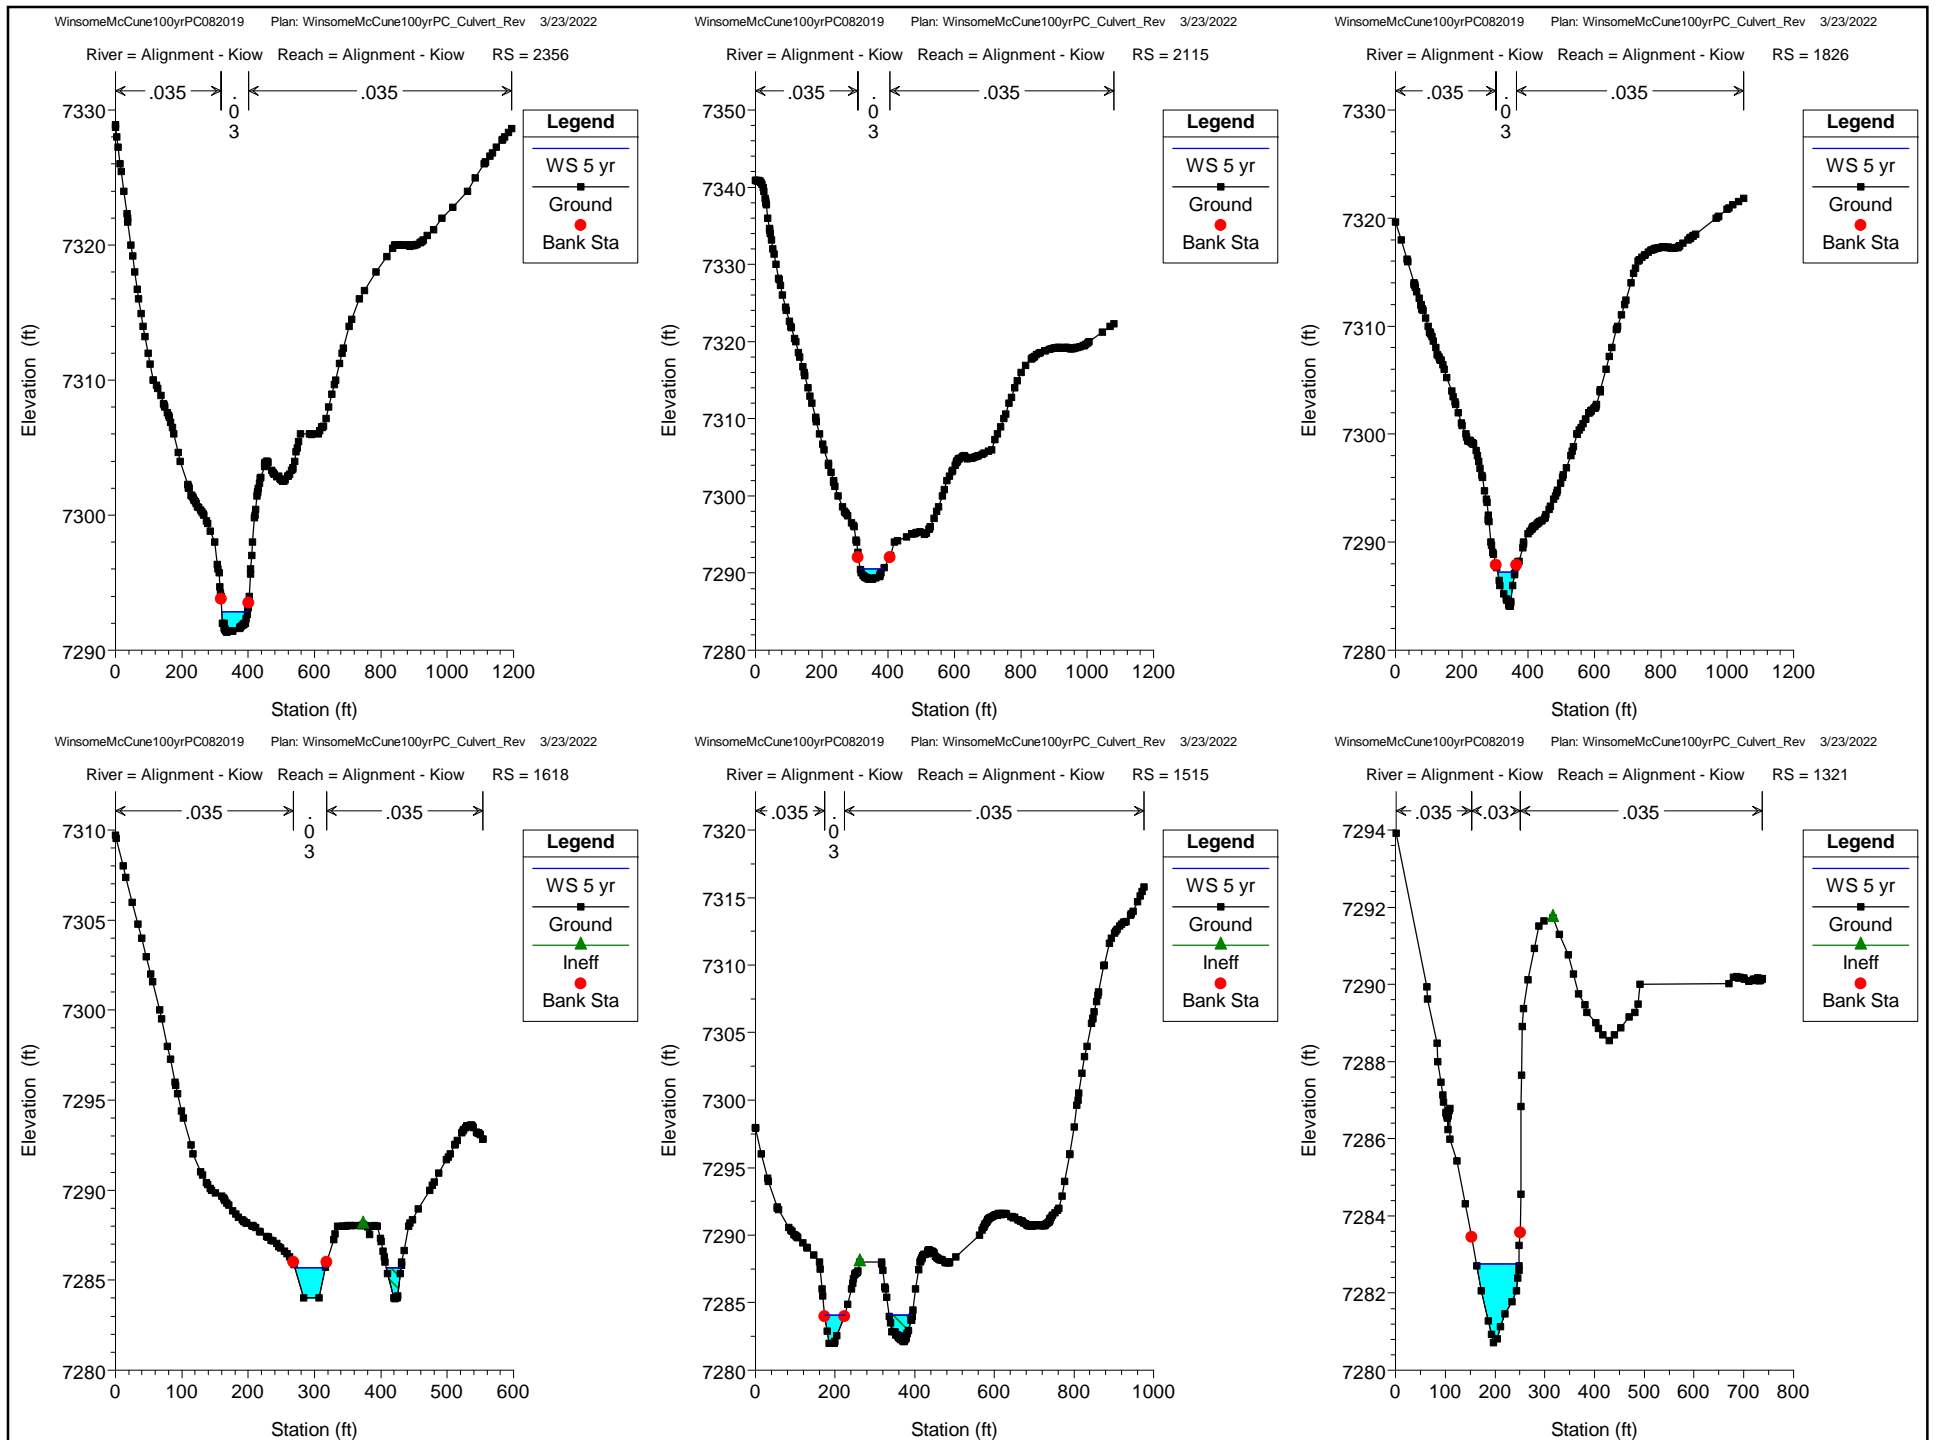 WinsomeMcCune100yrPC082019 Plan: WinsomeMcCune100yrPC_Culvert_Rev 3/23/2022
River = Alignment - Kiow Reach = Alignment - Kiow RS = 2356
.035 .03 .035
Legend
WS 5 yr
Ground
Bank Sta
7330
7320
7310
7300
7290
Elevation (ft)
0 200 400 600 800 1000 1200
Station (ft)
WinsomeMcCune100yrPC082019 Plan: WinsomeMcCune100yrPC_Culvert_Rev 3/23/2022
River = Alignment - Kiow Reach = Alignment - Kiow RS = 2115
.035 .03 .035
Legend
WS 5 yr
Ground
Bank Sta
7350
7340
7330
7320
7310
7300
7290
7280
Elevation (ft)
0 200 400 600 800 1000 1200
Station (ft)
WinsomeMcCune100yrPC082019 Plan: WinsomeMcCune100yrPC_Culvert_Rev 3/23/2022
River = Alignment - Kiow Reach = Alignment - Kiow RS = 1826
.035 .03 .035
Legend
WS 5 yr
Ground
Bank Sta
7330
7320
7310
7300
7290
7280
Elevation (ft)
0 200 400 600 800 1000 1200
Station (ft)
WinsomeMcCune100yrPC082019 Plan: WinsomeMcCune100yrPC_Culvert_Rev 3/23/2022
River = Alignment - Kiow Reach = Alignment - Kiow RS = 1618
.035 .03 .035
Legend
WS 5 yr
Ground
Ineff
Bank Sta
7310
7305
7300
7295
7290
7285
7280
Elevation (ft)
0 100 200 300 400 500 600
Station (ft)
WinsomeMcCune100yrPC082019 Plan: WinsomeMcCune100yrPC_Culvert_Rev 3/23/2022
River = Alignment - Kiow Reach = Alignment - Kiow RS = 1515
.035 .03 .035
Legend
WS 5 yr
Ground
Ineff
Bank Sta
7320
7315
7310
7305
7300
7295
7290
7285
7280
Elevation (ft)
0 200 400 600 800 1000
Station (ft)
WinsomeMcCune100yrPC082019 Plan: WinsomeMcCune100yrPC_Culvert_Rev 3/23/2022
River = Alignment - Kiow Reach = Alignment - Kiow RS = 1321
.035 .03 .035
Legend
WS 5 yr
Ground
Ineff
Bank Sta
7294
7292
7290
7288
7286
7284
7282
7280
Elevation (ft)
0 100 200 300 400 500 600 700 800
Station (ft)